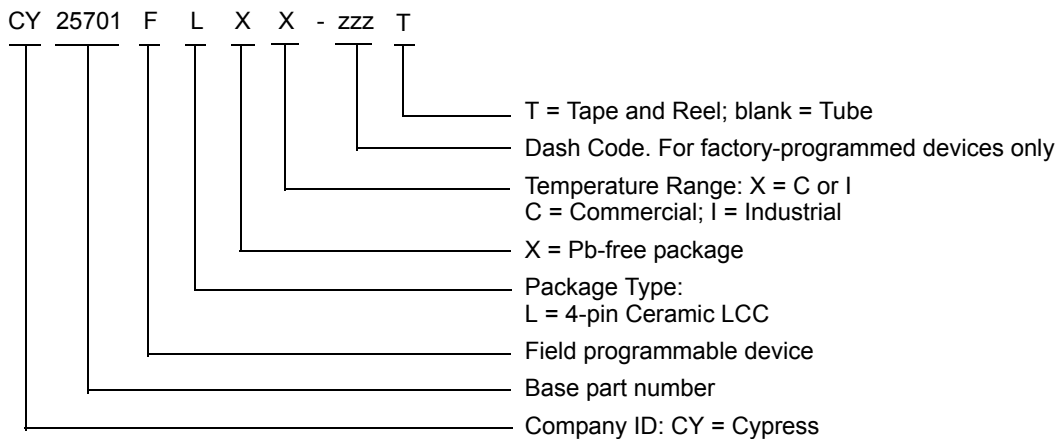 CY 25701 F L X X - zzz T
T = Tape and Reel; blank = Tube
Dash Code. For factory-programmed devices only
Temperature Range: X = C or I
C = Commercial; I = Industrial
X = Pb-free package
Package Type:
L = 4-pin Ceramic LCC
Field programmable device
Base part number
Company ID: CY = Cypress